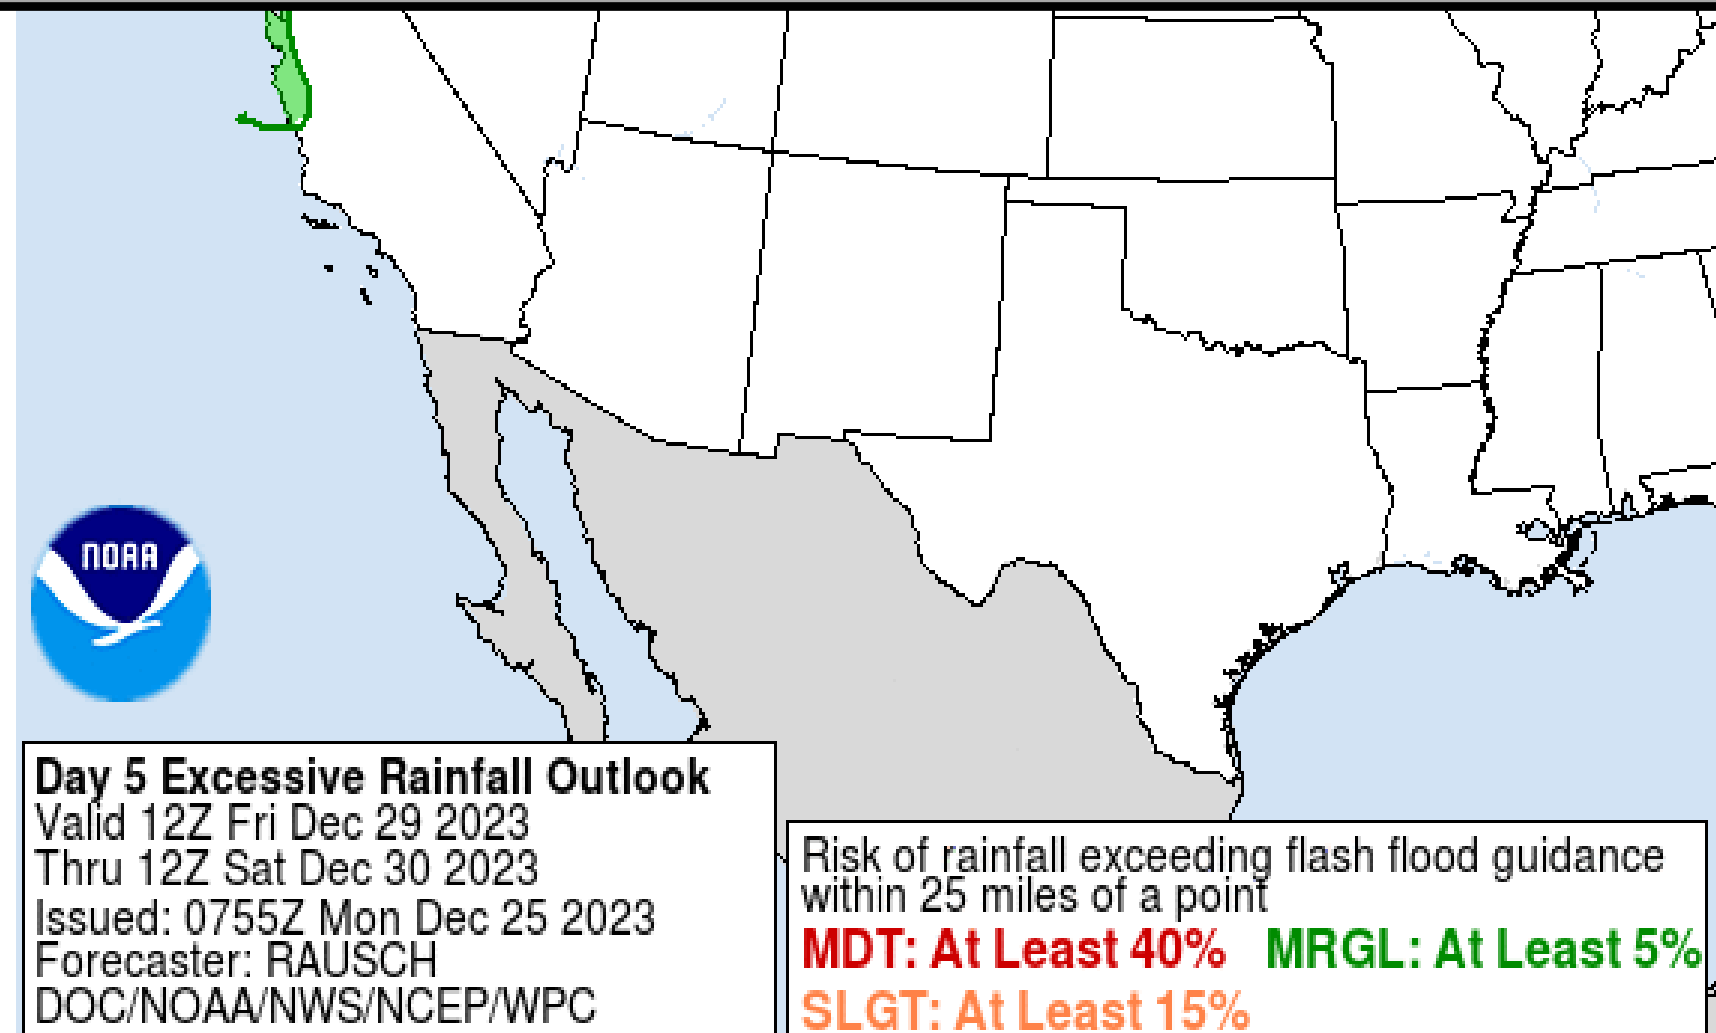 NOAA
Day 5 Excessive Rainfall Outlook
Valid 12Z Fri Dec 29 2023
Thru 12Z Sat Dec 30 2023
Issued: 0755Z Mon Dec 25 2023
Forecaster: RAUSCH
DOC/NOAA/NWS/NCEP/WPC
Risk of rainfall exceeding flash flood guidance
within 25 miles of a point
MDT: At Least 40% MRGL: At Least 5%
SLGT: At Least 15%